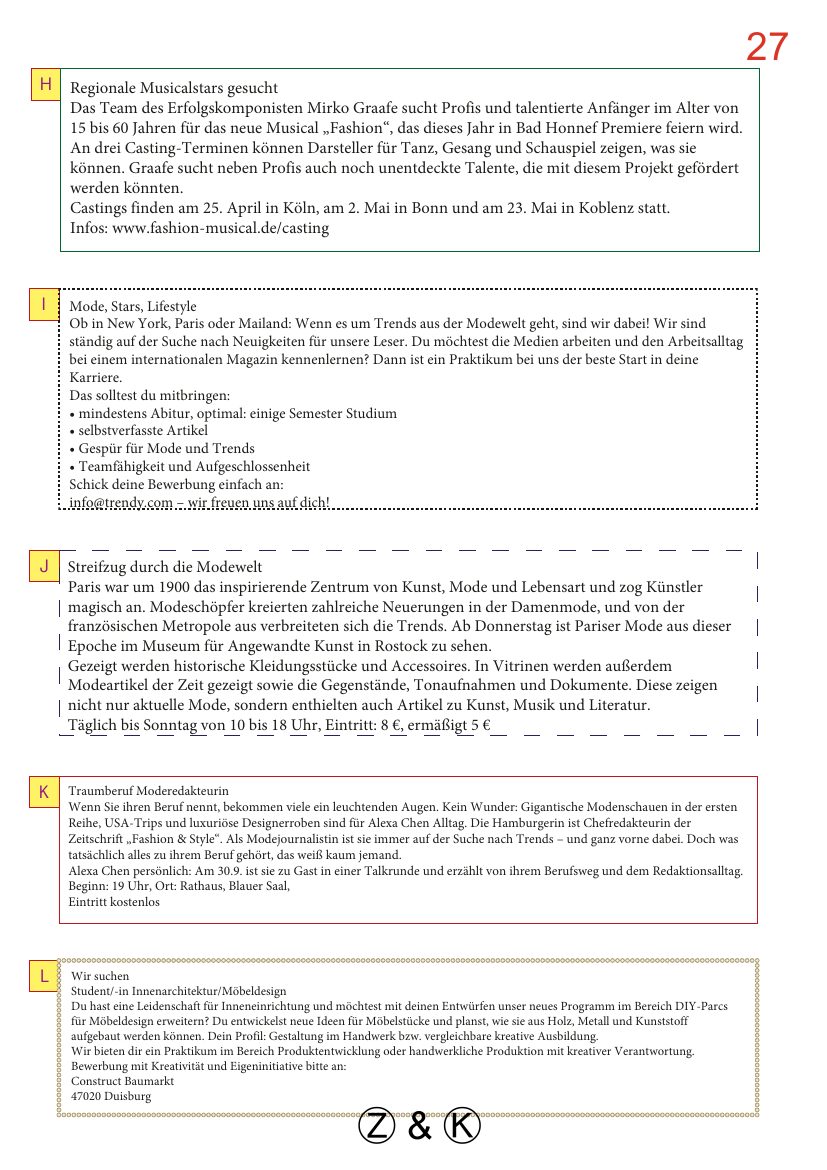 27
H
Regionale Musicalstars gesucht
Das Team des Erfolgskomponisten Mirko Graafe sucht Profis und talentierte Anfänger im Alter von
15 bis 60 Jahren für das neue Musical „Fashion“, das dieses Jahr in Bad Honnef Premiere feiern wird.
An drei Casting-Terminen können Darsteller für Tanz, Gesang und Schauspiel zeigen, was sie
können. Graafe sucht neben Profis auch noch unentdeckte Talente, die mit diesem Projekt gefördert
werden könnten.
Castings finden am 25. April in Köln, am 2. Mai in Bonn und am 23. Mai in Koblenz statt.
Infos: www.fashion-musical.de/casting
I
Mode, Stars, Lifestyle
Ob in New York, Paris oder Mailand: Wenn es um Trends aus der Modewelt geht, sind wir dabei! Wir sind
ständig auf der Suche nach Neuigkeiten für unsere Leser. Du möchtest die Medien arbeiten und den Arbeitsalltag
bei einem internationalen Magazin kennenlernen? Dann ist ein Praktikum bei uns der beste Start in deine
Karriere.
Das solltest du mitbringen:
• mindestens Abitur, optimal: einige Semester Studium
• selbstverfasste Artikel
• Gespür für Mode und Trends
• Teamfähigkeit und Aufgeschlossenheit
Schick deine Bewerbung einfach an:
info@trendy.com – wir freuen uns auf dich!
J
Streifzug durch die Modewelt
Paris war um 1900 das inspirierende Zentrum von Kunst, Mode und Lebensart und zog Künstler
magisch an. Modeschöpfer kreierten zahlreiche Neuerungen in der Damenmode, und von der
französischen Metropole aus verbreiteten sich die Trends. Ab Donnerstag ist Pariser Mode aus dieser
Epoche im Museum für Angewandte Kunst in Rostock zu sehen.
Gezeigt werden historische Kleidungsstücke und Accessoires. In Vitrinen werden außerdem
Modeartikel der Zeit gezeigt sowie die Gegenstände, Tonaufnahmen und Dokumente. Diese zeigen
nicht nur aktuelle Mode, sondern enthielten auch Artikel zu Kunst, Musik und Literatur.
Täglich bis Sonntag von 10 bis 18 Uhr, Eintritt: 8 €, ermäßigt 5 €
K
Traumberuf Moderedakteurin
Wenn Sie ihren Beruf nennt, bekommen viele ein leuchtenden Augen. Kein Wunder: Gigantische Modenschauen in der ersten
Reihe, USA-Trips und luxuriöse Designerroben sind für Alexa Chen Alltag. Die Hamburgerin ist Chefredakteurin der
Zeitschrift „Fashion & Style“. Als Modejournalistin ist sie immer auf der Suche nach Trends – und ganz vorne dabei. Doch was
tatsächlich alles zu ihrem Beruf gehört, das weiß kaum jemand.
Alexa Chen persönlich: Am 30.9. ist sie zu Gast in einer Talkrunde und erzählt von ihrem Berufsweg und dem Redaktionsalltag.
Beginn: 19 Uhr, Ort: Rathaus, Blauer Saal,
Eintritt kostenlos
L
Wir suchen
Student/-in Innenarchitektur/Möbeldesign
Du hast eine Leidenschaft für Inneneinrichtung und möchtest mit deinen Entwürfen unser neues Programm im Bereich DIY-Parcs
für Möbeldesign erweitern? Du entwickelst neue Ideen für Möbelstücke und planst, wie sie aus Holz, Metall und Kunststoff
aufgebaut werden können. Dein Profil: Gestaltung im Handwerk bzw. vergleichbare kreative Ausbildung.
Wir bieten dir ein Praktikum im Bereich Produktentwicklung oder handwerkliche Produktion mit kreativer Verantwortung.
Bewerbung mit Kreativität und Eigeninitiative bitte an:
Construct Baumarkt
47020 Duisburg
Z & K